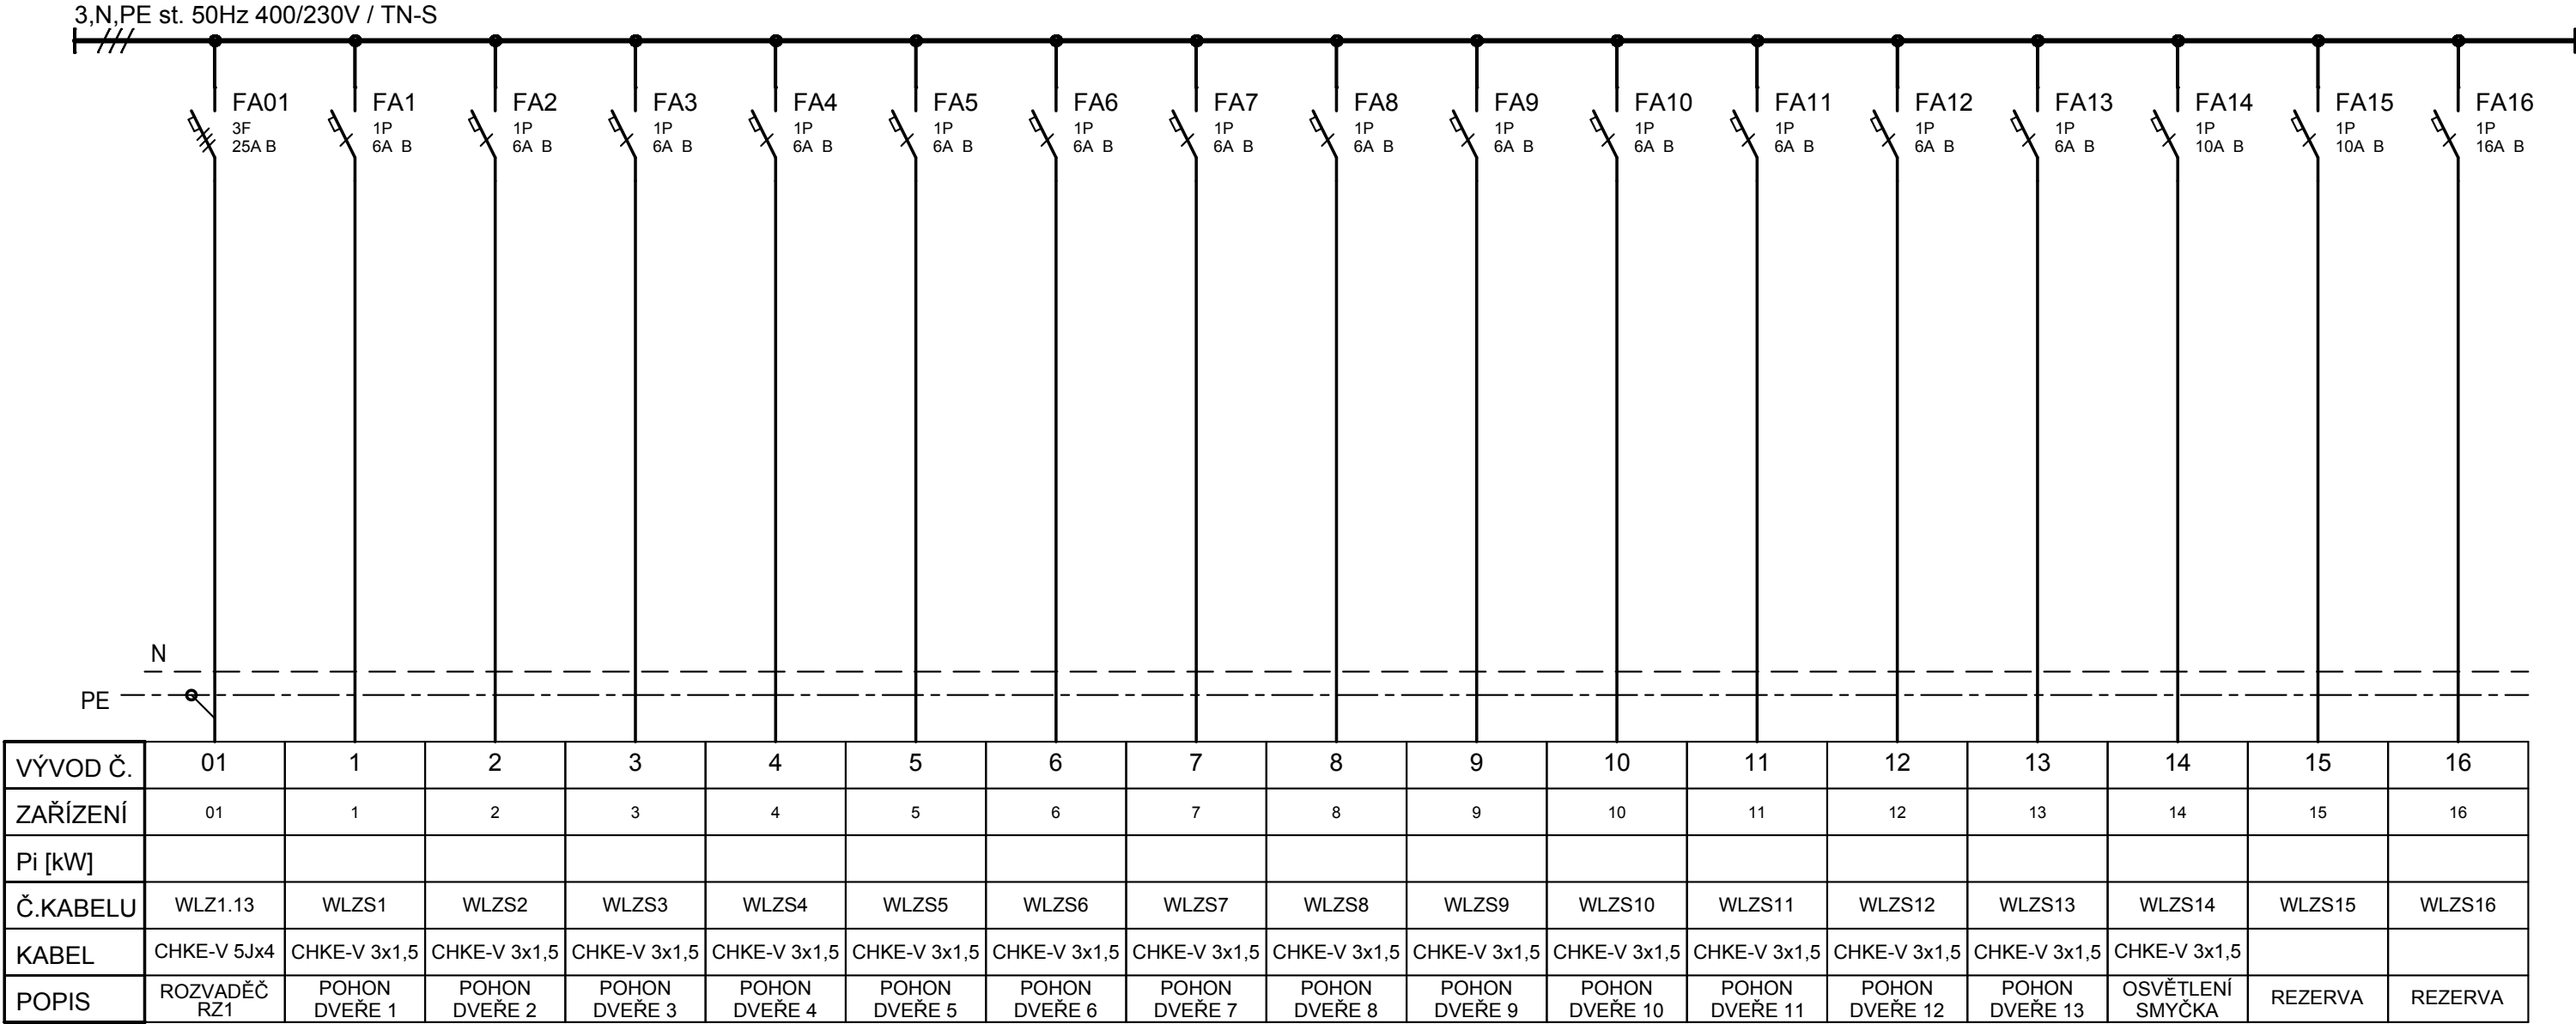 3,N,PE st. 50Hz 400/230V / TN-S
FA01 FA1 FA2 FA3 FA4 FA5 FA6 FA7 FA8 FA9 FA10 FA11 FA12 FA13 FA14 FA15 FA16
3F 1P 1P 1P 1P 1P 1P 1P 1P 1P 1P 1P 1P 1P 1P 1P 1P
25A B 6A B 6A B 6A B 6A B 6A B 6A B 6A B 6A B 6A B 6A B 6A B 6A B 6A B 10A B 10A B 16A B
N
PE
VÝVOD Č. 01 1 2 3 4 5 6 7 8 9 10 11 12 13 14 15 16
ZAŘÍZENÍ 01 1 2 3 4 5 6 7 8 9 10 11 12 13 14 15 16
Pi [kW]
Č.KABELU WLZ1.13 WLZS1 WLZS2 WLZS3 WLZS4 WLZS5 WLZS6 WLZS7 WLZS8 WLZS9 WLZS10 WLZS11 WLZS12 WLZS13 WLZS14 WLZS15 WLZS16
KABEL CHKE-V 5Jx4 CHKE-V 3x1,5 CHKE-V 3x1,5 CHKE-V 3x1,5 CHKE-V 3x1,5 CHKE-V 3x1,5 CHKE-V 3x1,5 CHKE-V 3x1,5 CHKE-V 3x1,5 CHKE-V 3x1,5 CHKE-V 3x1,5 CHKE-V 3x1,5 CHKE-V 3x1,5 CHKE-V 3x1,5 CHKE-V 3x1,5
POPIS
ROZVADĚČ
RZ1
POHON
DVEŘE 1
POHON
DVEŘE 2
POHON
DVEŘE 3
POHON
DVEŘE 4
POHON
DVEŘE 5
POHON
DVEŘE 6
POHON
DVEŘE 7
POHON
DVEŘE 8
POHON
DVEŘE 9
POHON
DVEŘE 10
POHON
DVEŘE 11
POHON
DVEŘE 12
POHON
DVEŘE 13
OSVĚTLENÍ
SMYČKA
REZERVA
REZERVA